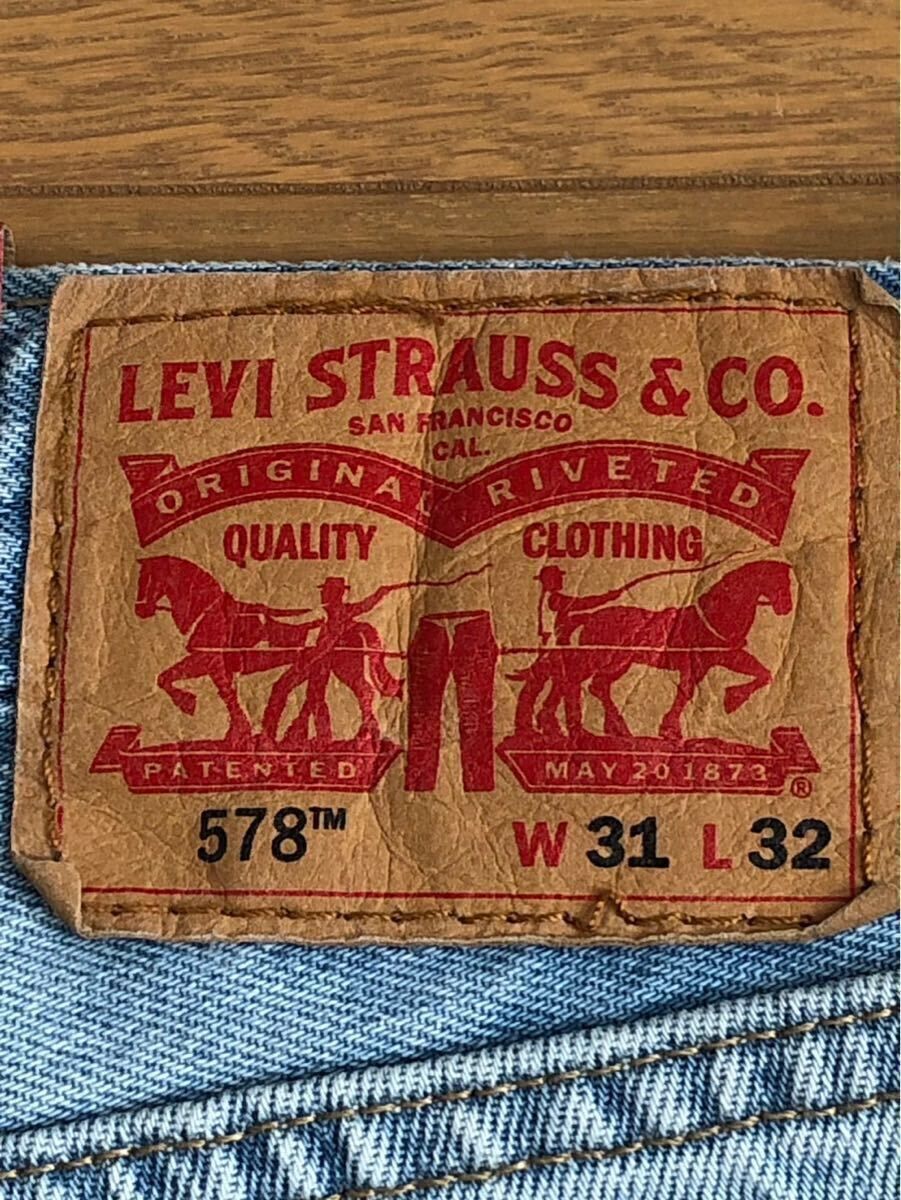 LEVI STRAUSS & CO.
SAN FRANCISCO
CAL.
ORIGINAL RIVETED
QUALITY CLOTHING
PATENTED MAY 20 1873 ®
578™ W 31 L 32